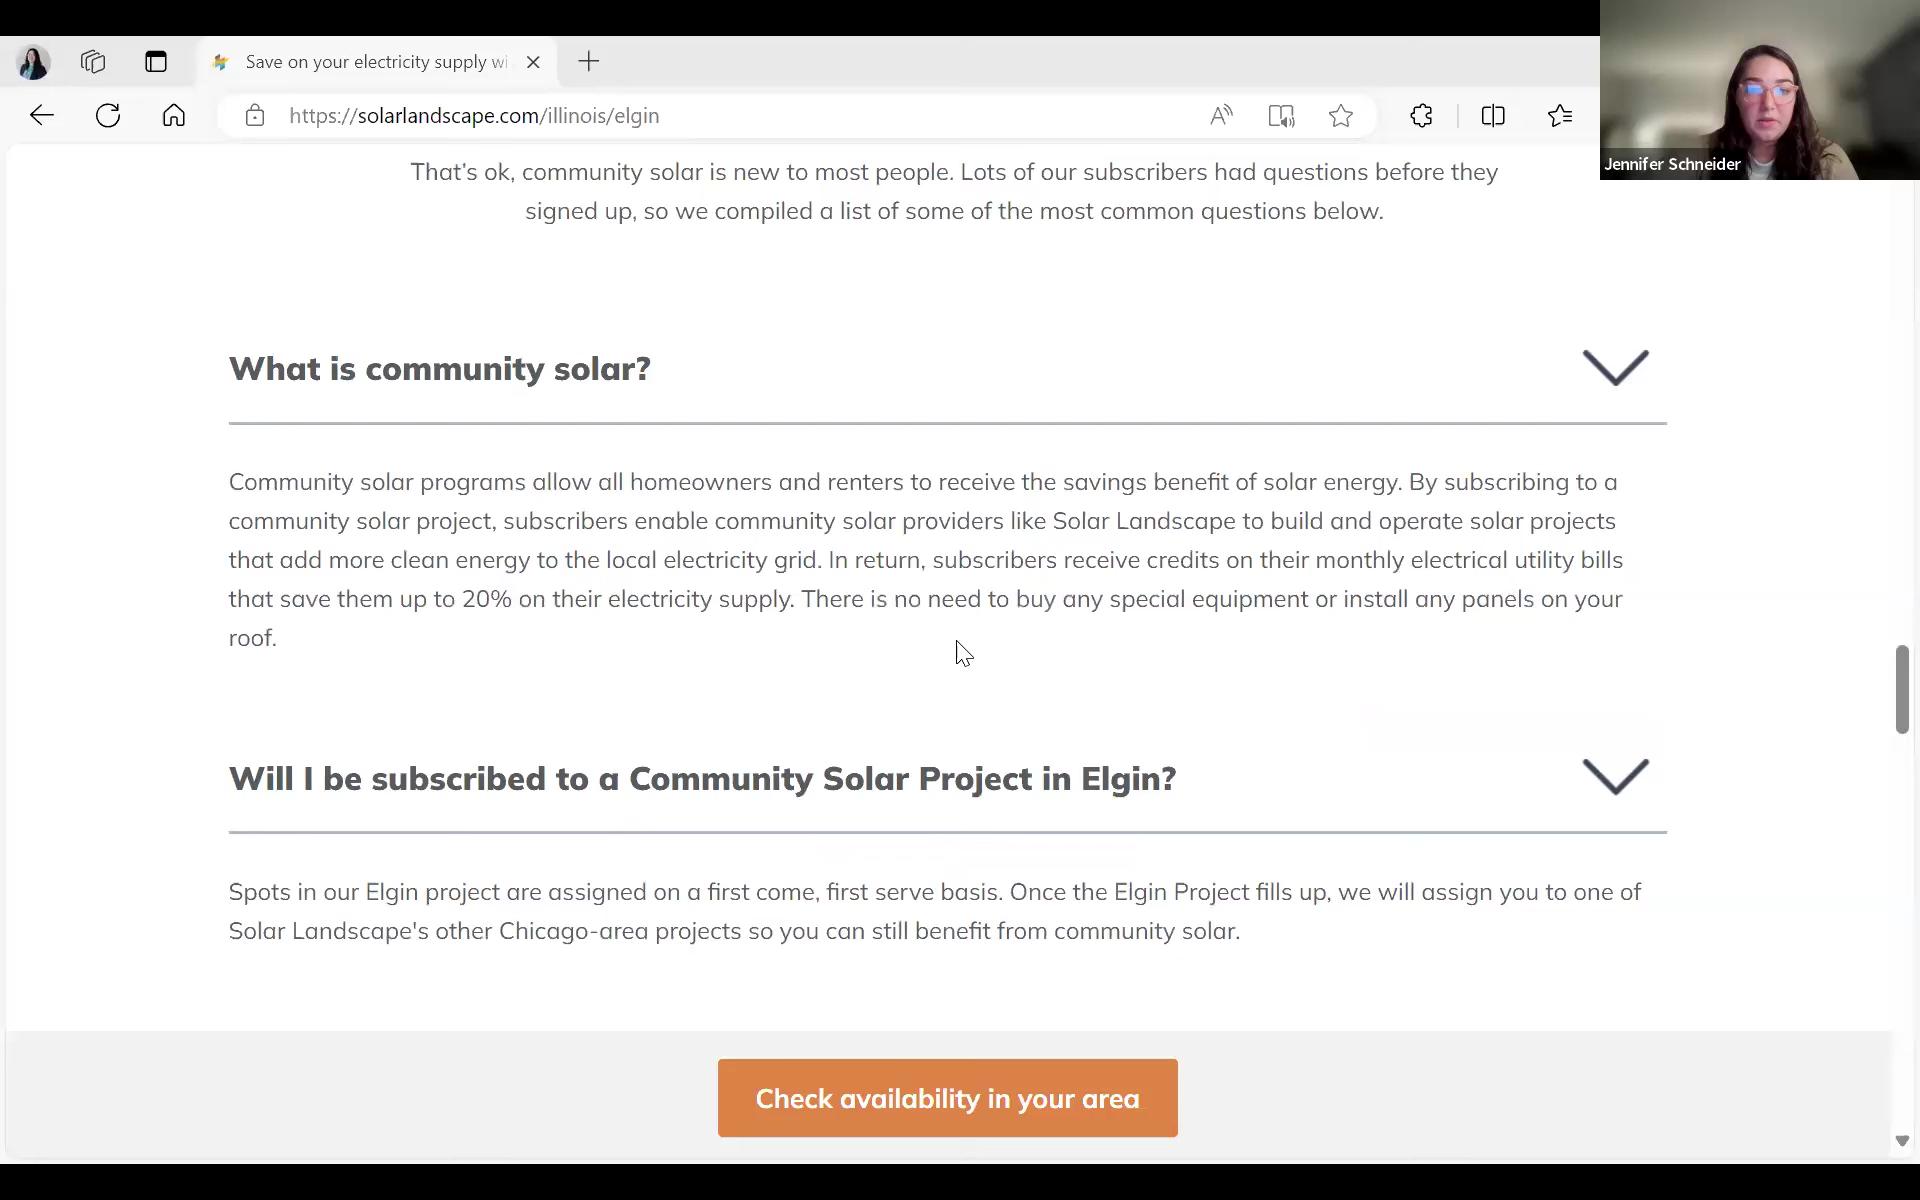 Save on your electricity supply wi
https://solarlandscape.com/illinois/elgin
Jennifer Schneider
That's ok, community solar is new to most people. Lots of our subscribers had questions before they
signed up, so we compiled a list of some of the most common questions below.
What is community solar?
Community solar programs allow all homeowners and renters to receive the savings benefit of solar energy. By subscribing to a
community solar project, subscribers enable community solar providers like Solar Landscape to build and operate solar projects
that add more clean energy to the local electricity grid. In return, subscribers receive credits on their monthly electrical utility bills
that save them up to 20% on their electricity supply. There is no need to buy any special equipment or install any panels on your
roof.
Will I be subscribed to a Community Solar Project in Elgin?
Spots in our Elgin project are assigned on a first come, first serve basis. Once the Elgin Project fills up, we will assign you to one of
Solar Landscape's other Chicago-area projects so you can still benefit from community solar.
Check availability in your area